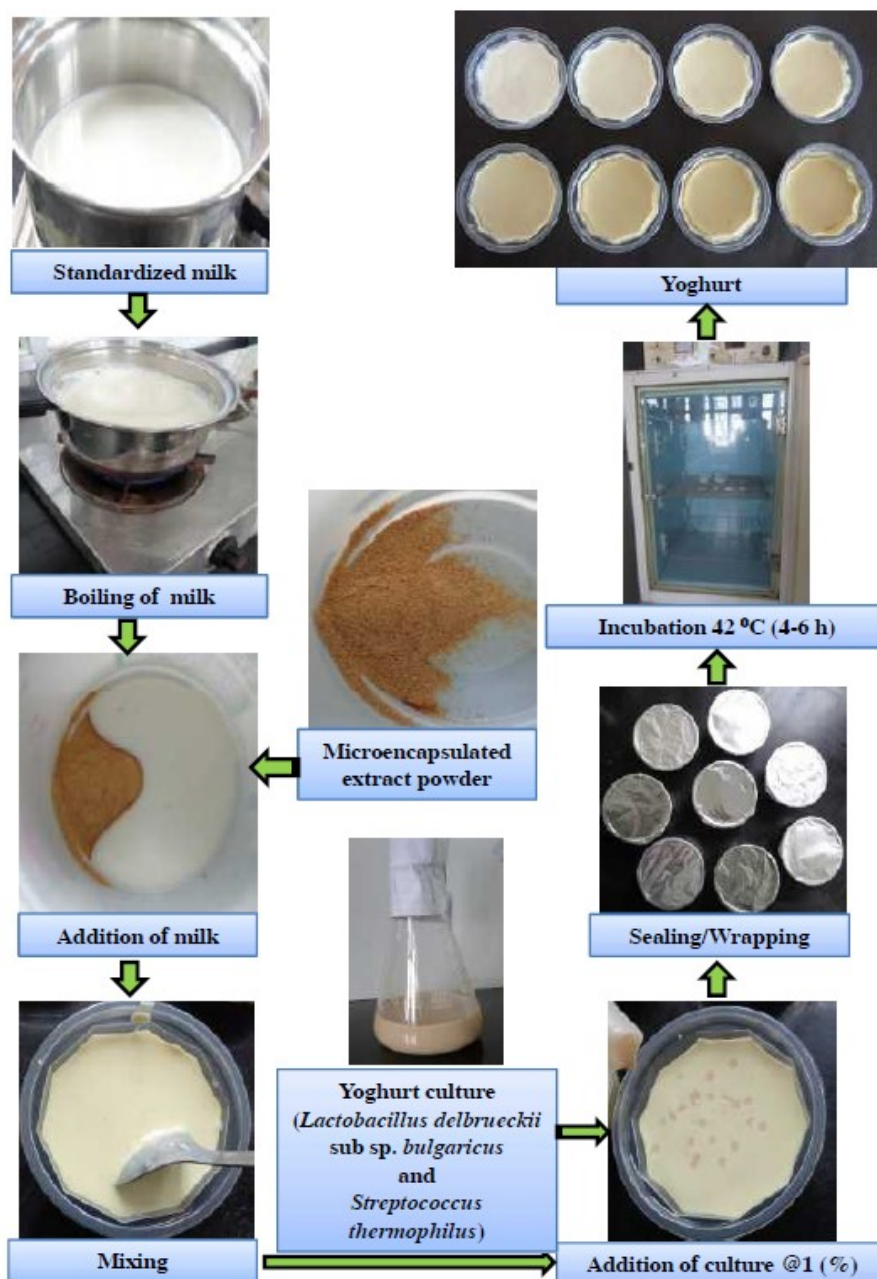 Standardized milk
Boiling of milk
Microencapsulated
extract powder
Addition of milk
Mixing
Yoghurt culture
(Lactobacillus delbrueckii
sub sp. bulgaricus
and
Streptococcus
thermophilus)
Addition of culture @1 (%)
Sealing/Wrapping
Incubation 42 ⁰C (4-6 h)
Yoghurt